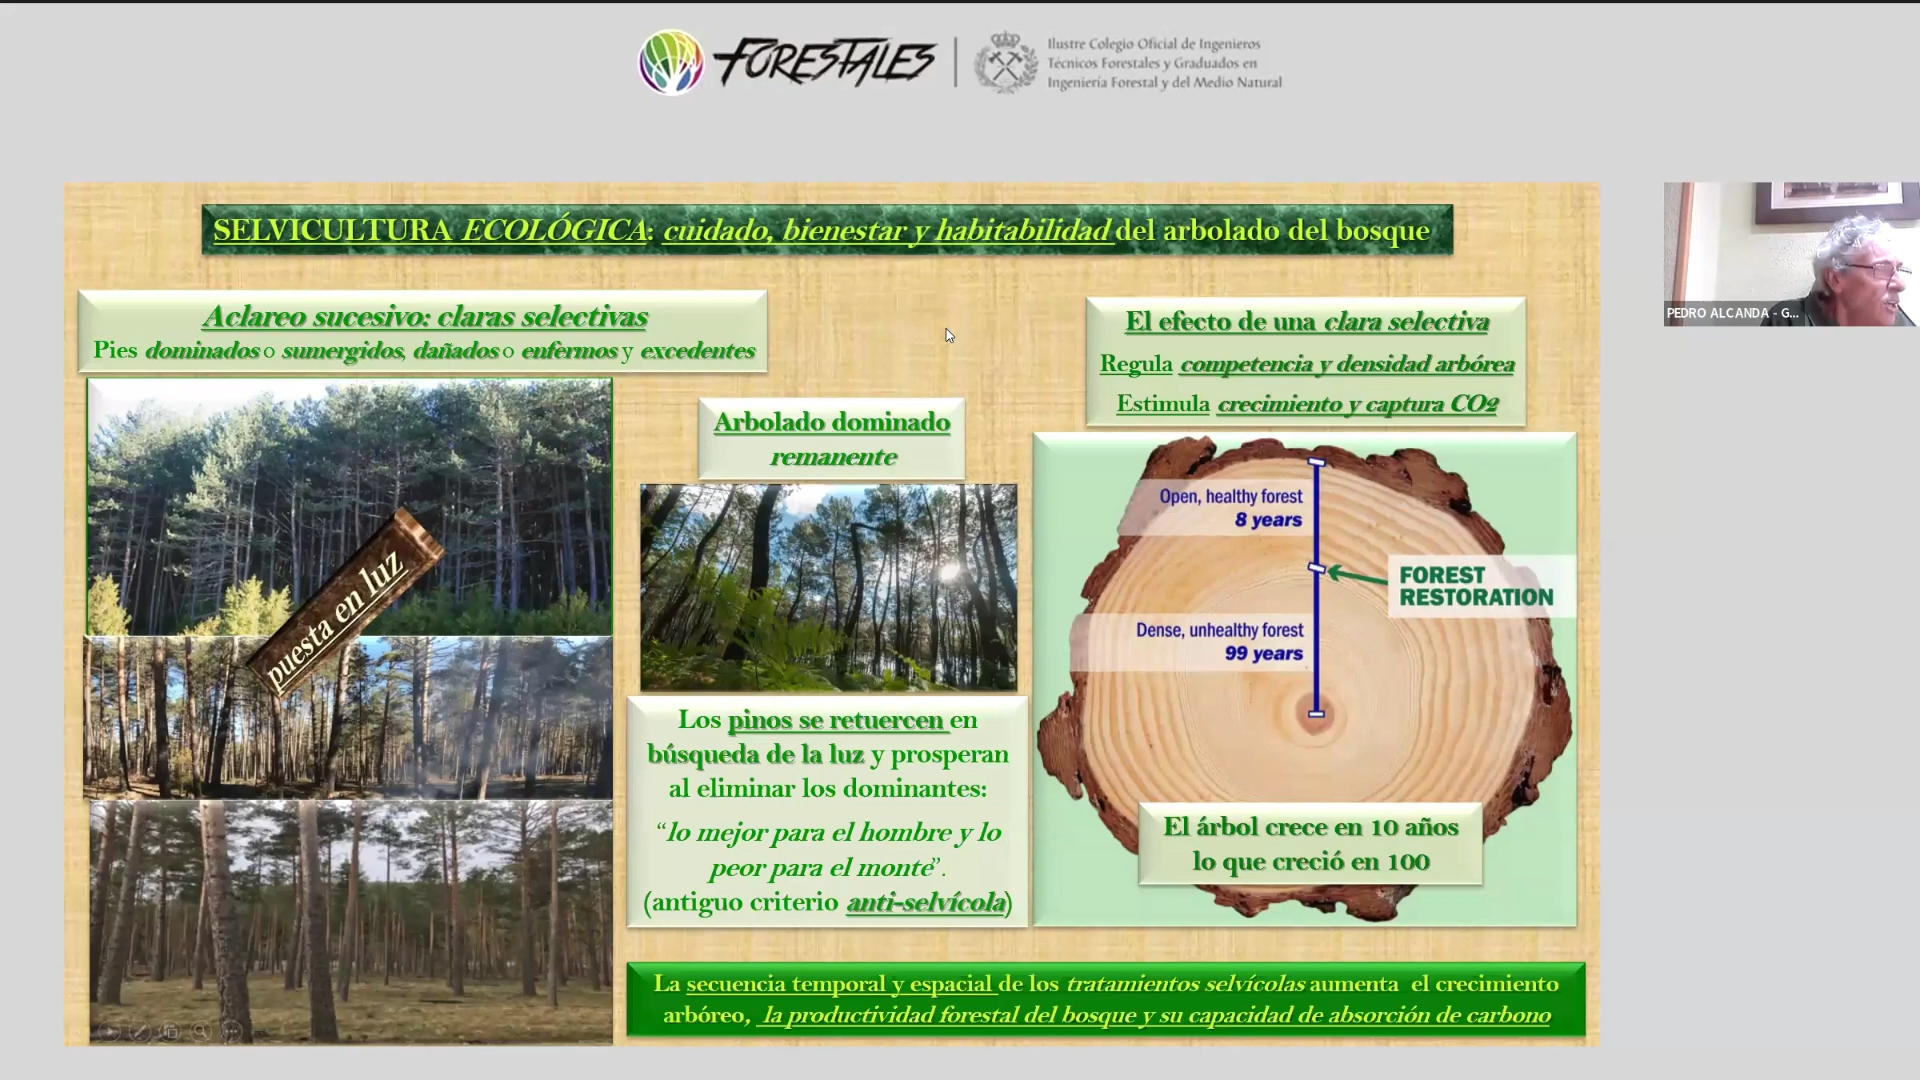 FORESTALES
Ilustre Colegio Oficial de Ingenieros
Técnicos Forestales y Graduados en
Ingeniería Forestal y del Medio Natural
SELVICULTURA ECOLÓGICA: cuidado, bienestar y habitabilidad del arbolado del bosque
PEDRO ALCANDA - G...
Aclareo sucesivo: claras selectivas
Pies dominados o sumergidos, dañados o enfermos y excedentes
puesta en luz
Arbolado dominado
remanente
Los pinos se retuercen en
búsqueda de la luz y prosperan
al eliminar los dominantes:
“lo mejor para el hombre y lo
peor para el monte”.
(antiguo criterio anti-selvícola)
El efecto de una clara selectiva
Regula competencia y densidad arbórea
Estimula crecimiento y captura CO2
Open, healthy forest
8 years
FOREST
RESTORATION
Dense, unhealthy forest
99 years
El árbol crece en 10 años
lo que creció en 100
La secuencia temporal y espacial de los tratamientos selvícolas aumenta el crecimiento
arbóreo, la productividad forestal del bosque y su capacidad de absorción de carbono